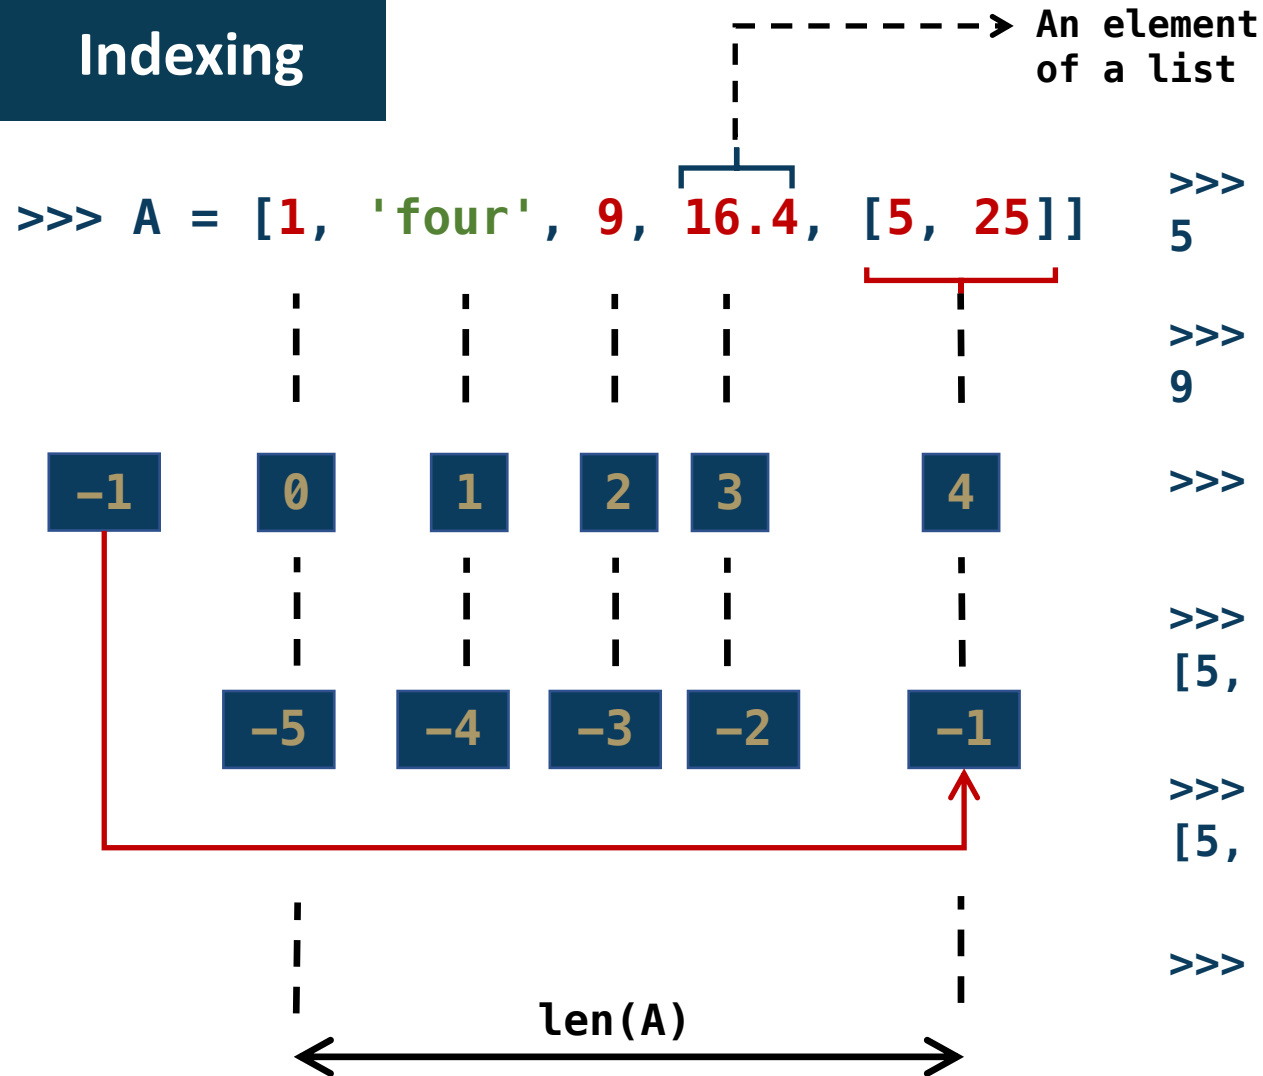 Indexing
An element
of a list
>>> A = [1, 'four', 9, 16.4, [5, 25]]
>>>
5
>>>
9
−1 0 1 2 3 4
>>>
>>>
[5,
−5 −4 −3 −2 −1
>>>
[5,
>>>
len(A)